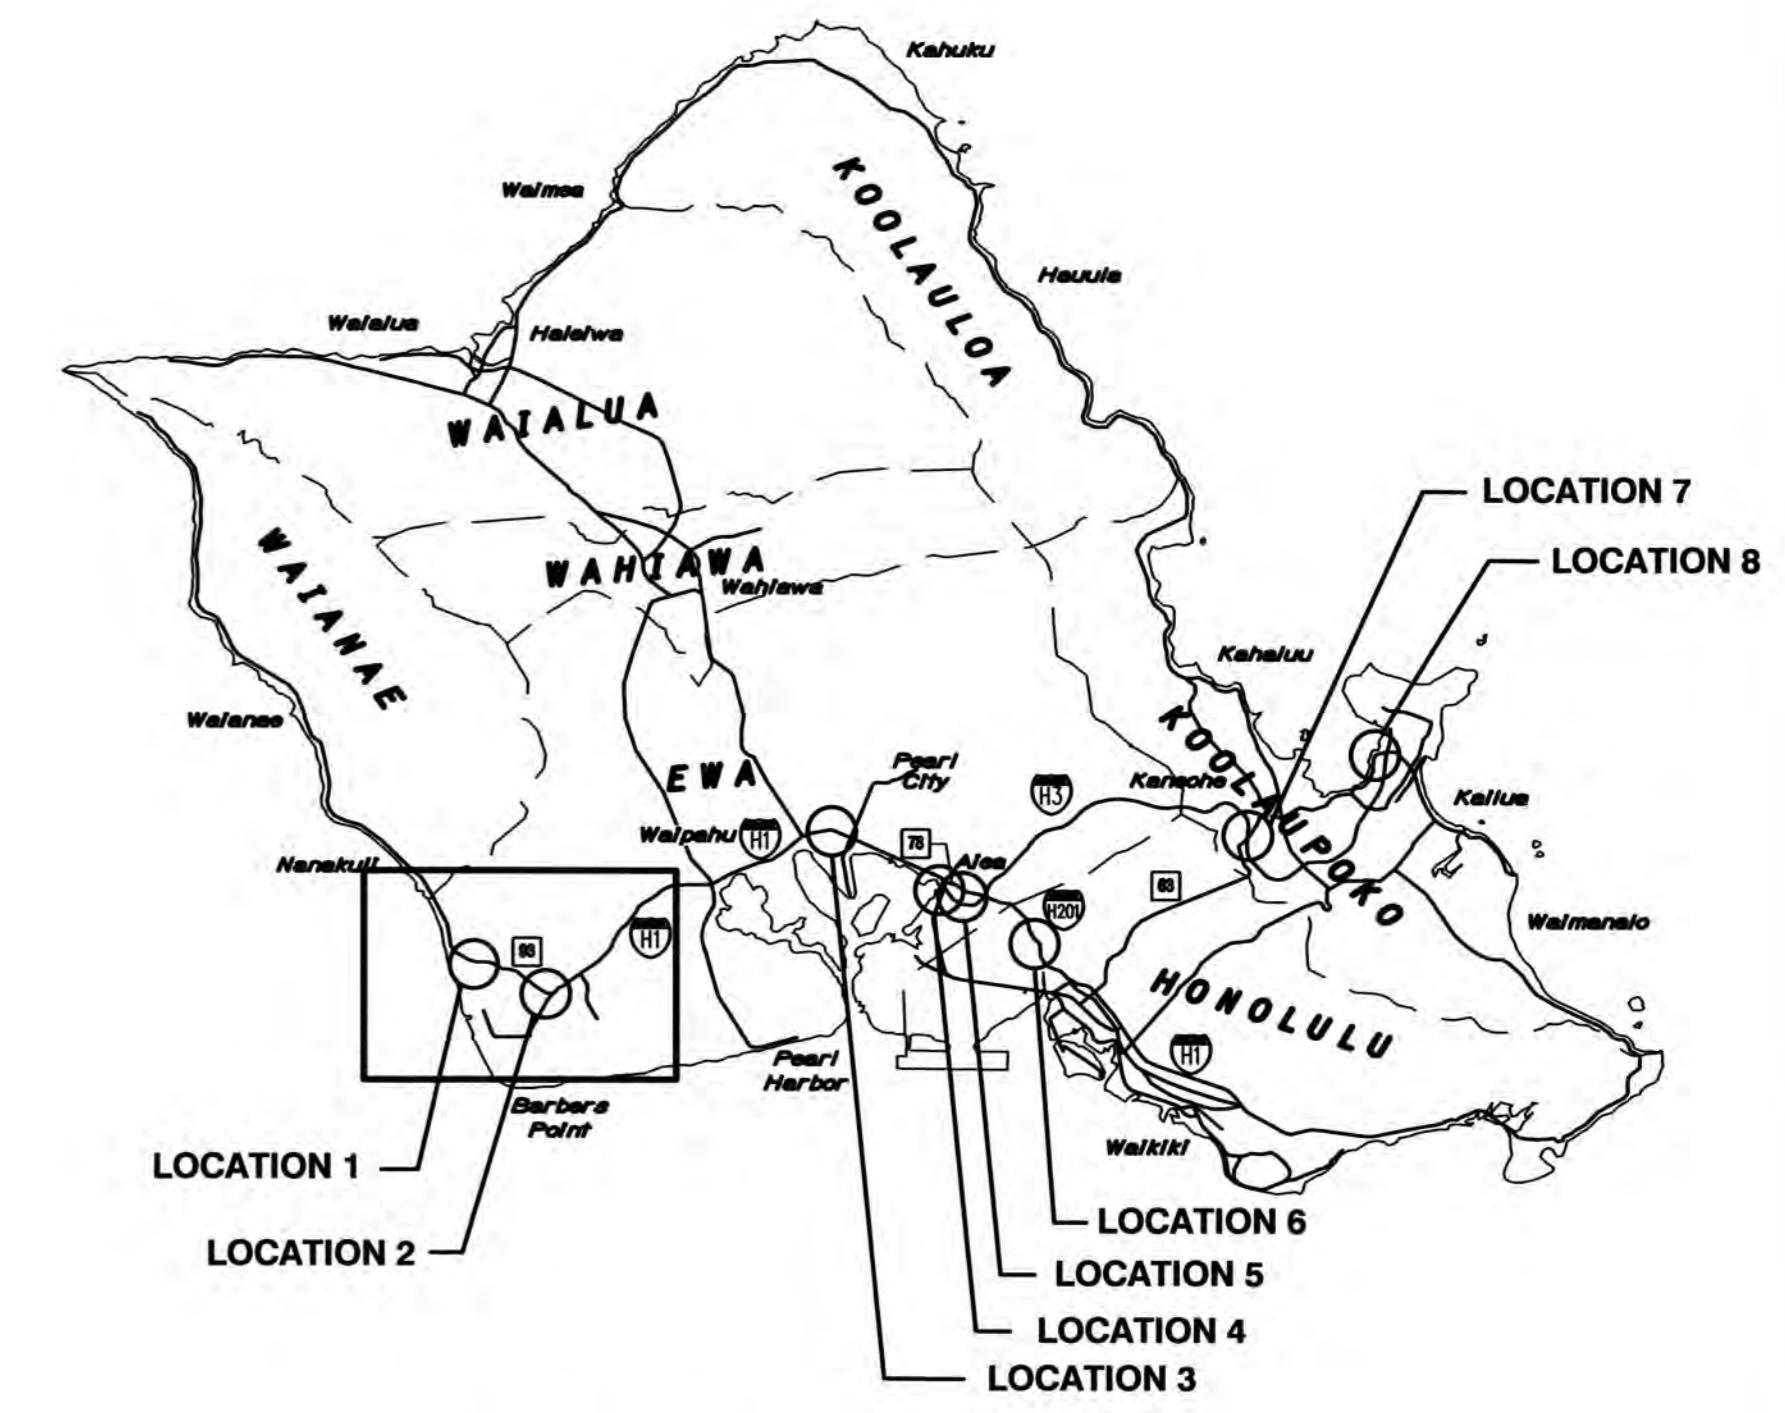 Kahuku
KOOLAULOA
Waimea
Hauula
Waialua
Haleiwa
WAIALUA
LOCATION 7
WAIANAE
WAHIAWA
LOCATION 8
Wahiawa
Kahaluu
Waianae
KOOLAUPOKO
EWA
Pearl
City
H3
Kaneohe
Kailua
Waipahu
H1
78
Aiea
Nanakuli
63
H201
H1
93
Waimanalo
HONOLULU
H1
Pearl
Harbor
Barbers
Point
Waikiki
LOCATION 1
LOCATION 6
LOCATION 2
LOCATION 5
LOCATION 4
LOCATION 3